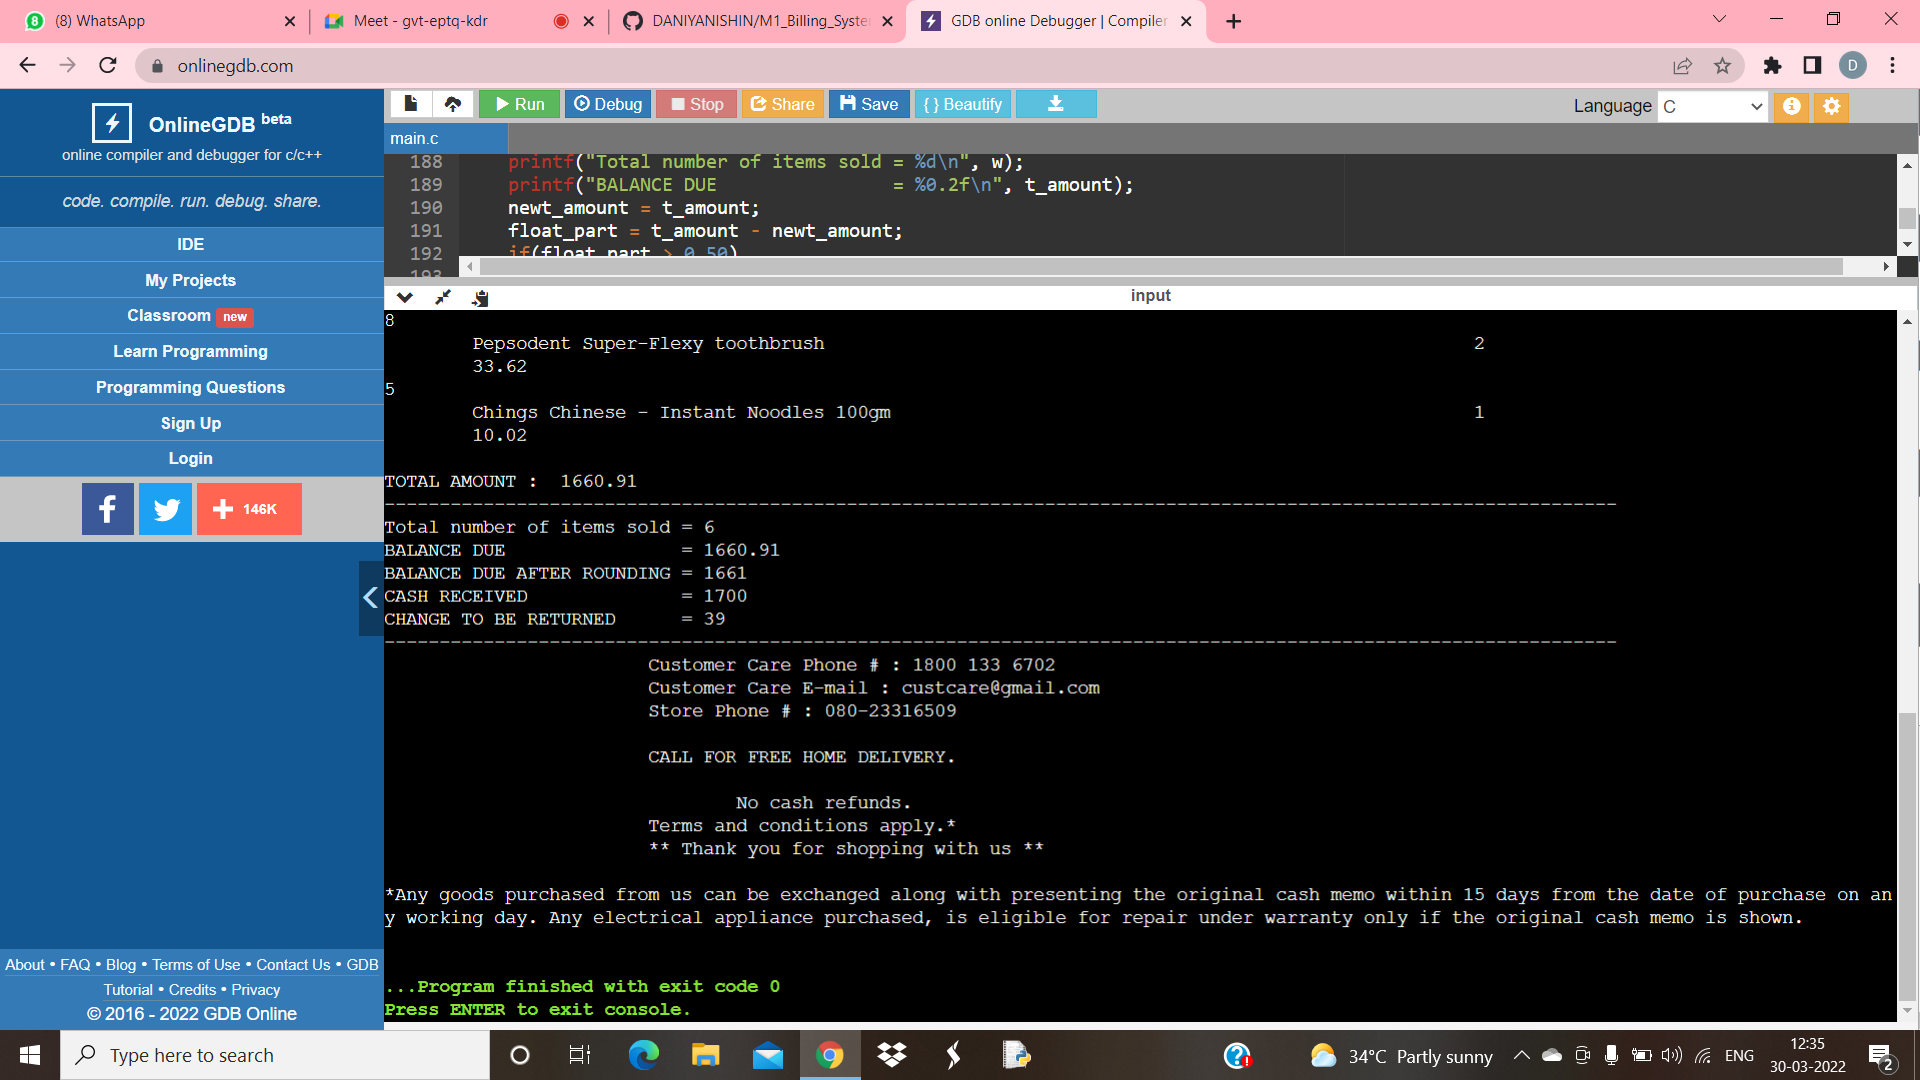 (8) WhatsApp
Meet - gvt-eptq-kdr
DANIYANISHIN/M1_Billing_Syste
GDB online Debugger | Compiler
onlinegdb.com
D
OnlineGDB beta
online compiler and debugger for c/c++
code. compile. run. debug. share.
IDE
My Projects
Classroom new
Learn Programming
Programming Questions
Sign Up
Login
146K
About • FAQ • Blog • Terms of Use • Contact Us • GDB
Tutorial • Credits • Privacy
© 2016 - 2022 GDB Online
Run Debug Stop Share Save { } Beautify
Language C
main.c
188 printf("Total number of items sold = %d\n", w);
189 printf("BALANCE DUE                = %0.2f\n", t_amount);
190 newt_amount = t_amount;
191 float_part = t_amount - newt_amount;
192 if(float_part > 0.50)
193
input
8
Pepsodent Super-Flexy toothbrush 2
33.62
5
Chings Chinese - Instant Noodles 100gm 1
10.02
TOTAL AMOUNT :  1660.91
Total number of items sold = 6
BALANCE DUE                = 1660.91
BALANCE DUE AFTER ROUNDING = 1661
CASH RECEIVED              = 1700
CHANGE TO BE RETURNED      = 39
Customer Care Phone # : 1800 133 6702
Customer Care E-mail : custcare@gmail.com
Store Phone # : 080-23316509
CALL FOR FREE HOME DELIVERY.
No cash refunds.
Terms and conditions apply.*
** Thank you for shopping with us **
*Any goods purchased from us can be exchanged along with presenting the original cash memo within 15 days from the date of purchase on an
y working day. Any electrical appliance purchased, is eligible for repair under warranty only if the original cash memo is shown.
...Program finished with exit code 0
Press ENTER to exit console.
Type here to search
34°C Partly sunny
ENG
12:35
30-03-2022
2